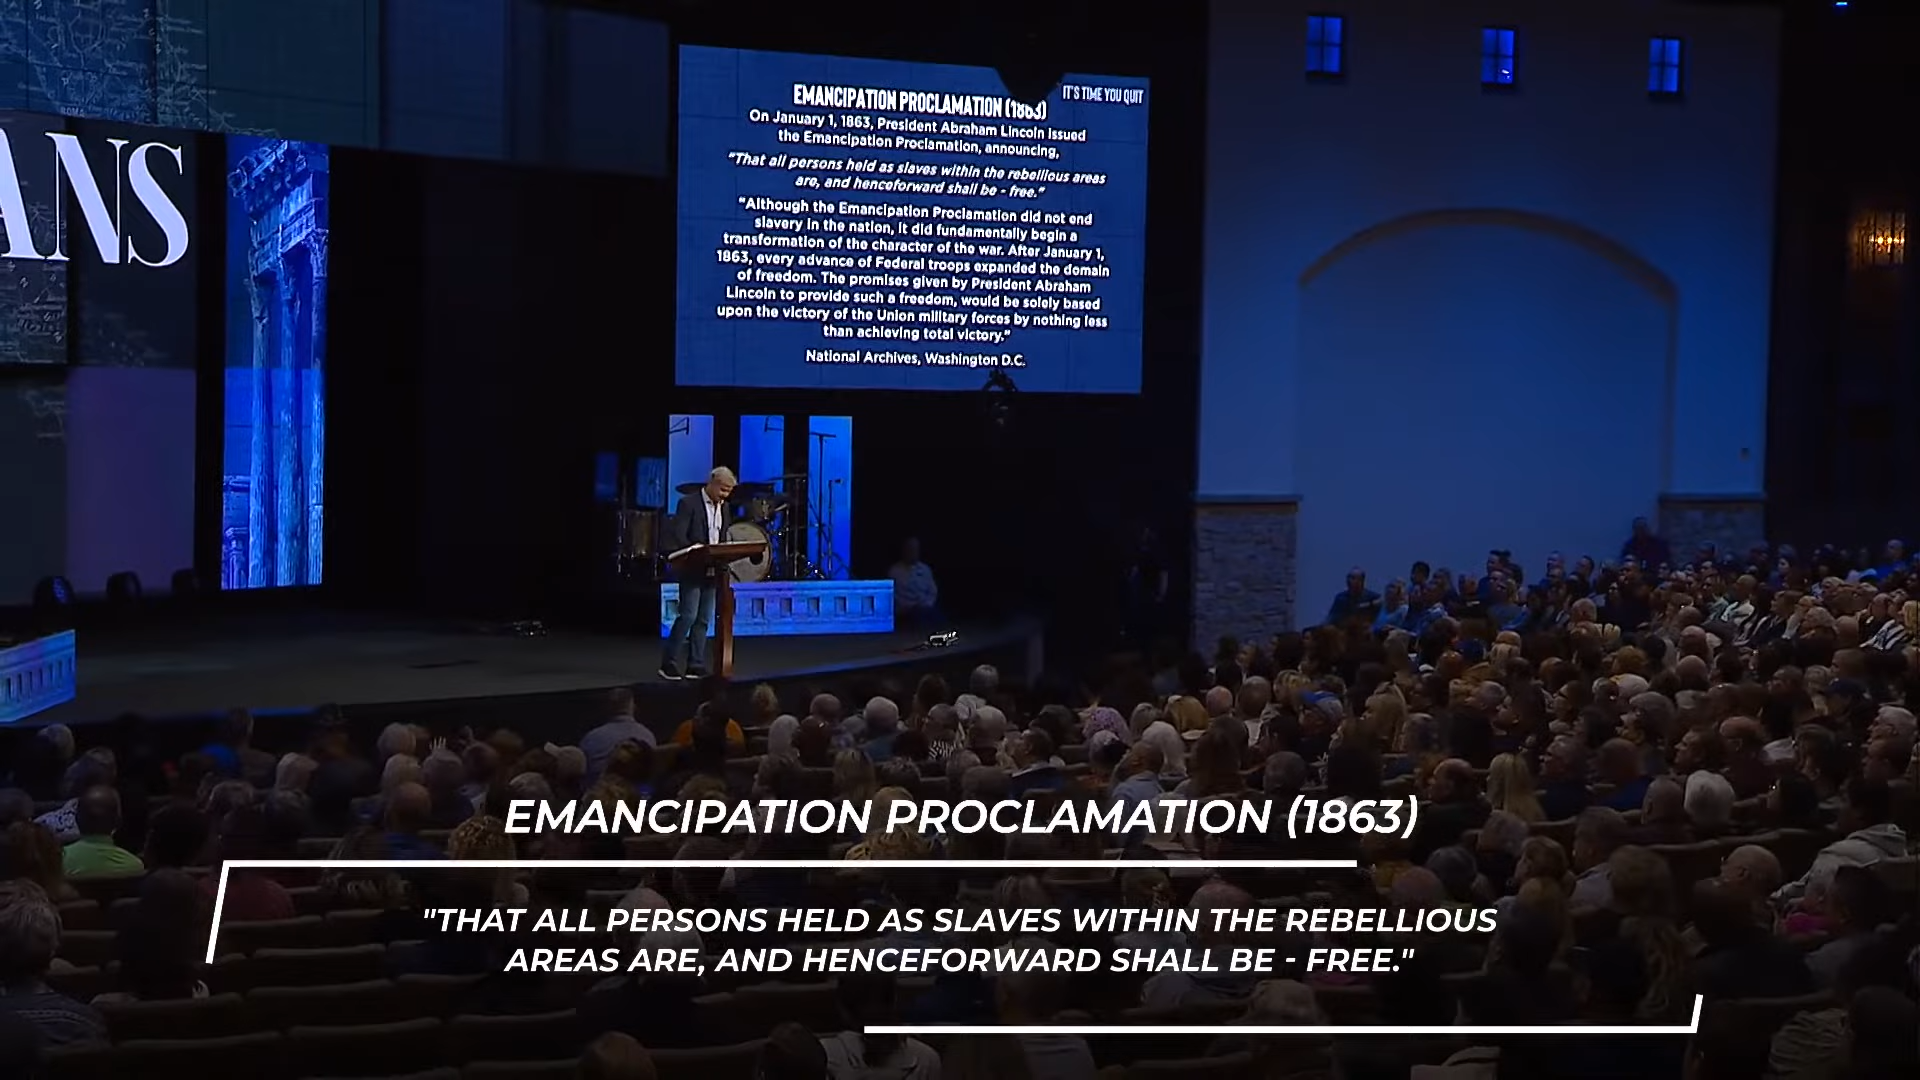 ANS
ROMA
IT'S TIME YOU QUIT
EMANCIPATION PROCLAMATION (1863)
On January 1, 1863, President Abraham Lincoln issued
the Emancipation Proclamation, announcing,
"That all persons held as slaves within the rebellious areas
are, and henceforward shall be - free."
"Although the Emancipation Proclamation did not end
slavery in the nation, it did fundamentally begin a
transformation of the character of the war. After January 1,
1863, every advance of Federal troops expanded the domain
of freedom. The promises given by President Abraham
Lincoln to provide such a freedom, would be solely based
upon the victory of the Union military forces by nothing less
than achieving total victory."
National Archives, Washington D.C.
EMANCIPATION PROCLAMATION (1863)
"THAT ALL PERSONS HELD AS SLAVES WITHIN THE REBELLIOUS
AREAS ARE, AND HENCEFORWARD SHALL BE - FREE."